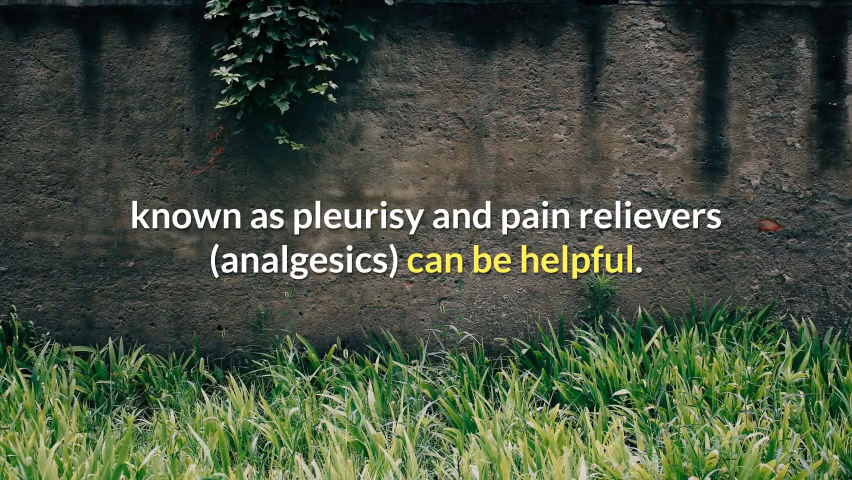 known as pleurisy and pain relievers
(analgesics) can be helpful.